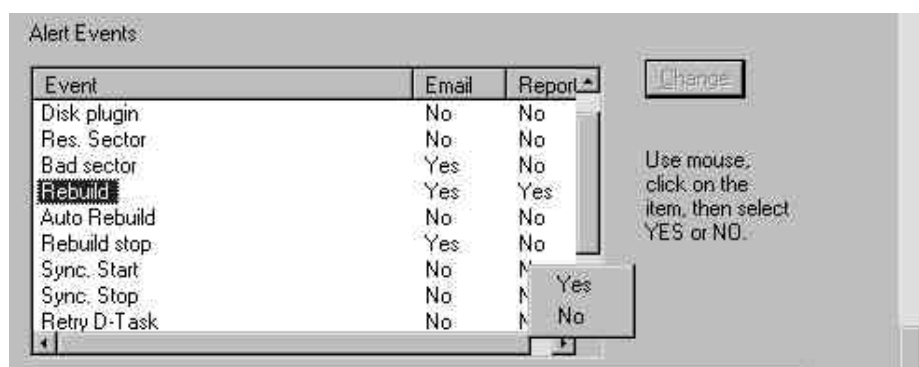 Alert Events
Event Email Report
Disk plugin No No
Res. Sector No No
Bad sector Yes No
Rebuild Yes Yes
Auto Rebuild No No
Rebuild stop Yes No
Sync. Start No
Sync. Stop No
Retry D-Task No
Yes
No
Change
Use mouse,
click on the
item, then select
YES or NO.